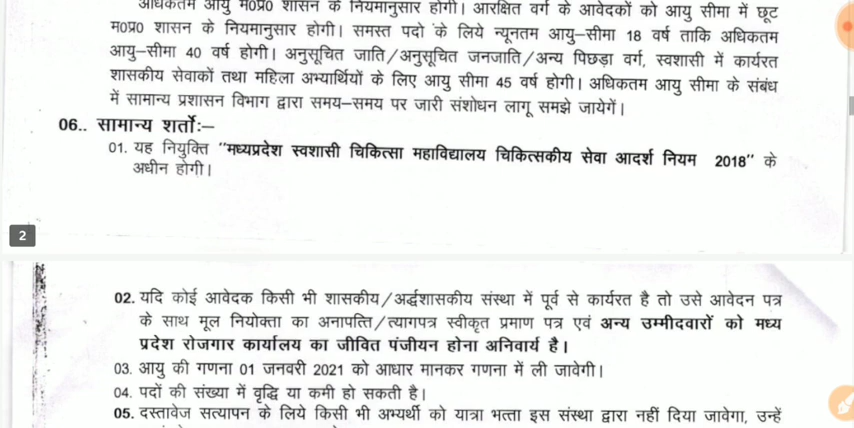 अधिकतम आयु म०प्र० शासन के नियमानुसार होगी। आरक्षित वर्ग के आवेदकों को आयु सीमा में छूट
म०प्र० शासन के नियमानुसार होगी। समस्त पदो के लिये न्यूनतम आयु–सीमा 18 वर्ष ताकि अधिकतम
आयु–सीमा 40 वर्ष होगी। अनुसूचित जाति/अनुसूचित जनजाति/अन्य पिछड़ा वर्ग, स्वशासी में कार्यरत
शासकीय सेवाकों तथा महिला अभ्यार्थियों के लिए आयु सीमा 45 वर्ष होगी। अधिकतम आयु सीमा के संबंध
में सामान्य प्रशासन विभाग द्वारा समय–समय पर जारी संशोधन लागू समझे जायेगें।
06.. सामान्य शर्तोः–
01. यह नियुक्ति "मध्यप्रदेश स्वशासी चिकित्सा महाविद्यालय चिकित्सकीय सेवा आदर्श नियम 2018" के
अधीन होगी।
2
02. यदि कोई आवेदक किसी भी शासकीय/अर्द्धशासकीय संस्था में पूर्व से कार्यरत है तो उसे आवेदन पत्र
के साथ मूल नियोक्ता का अनापत्ति/त्यागपत्र स्वीकृत प्रमाण पत्र एवं अन्य उम्मीदवारों को मध्य
प्रदेश रोजगार कार्यालय का जीवित पंजीयन होना अनिवार्य है।
03. आयु की गणना 01 जनवरी 2021 को आधार मानकर गणना में ली जावेगी।
04. पदों की संख्या में वृद्धि या कमी हो सकती है।
05. दस्तावेज सत्यापन के लिये किसी भी अभ्यर्थी को यात्रा भत्ता इस संस्था द्वारा नहीं दिया जावेगा, उन्हें